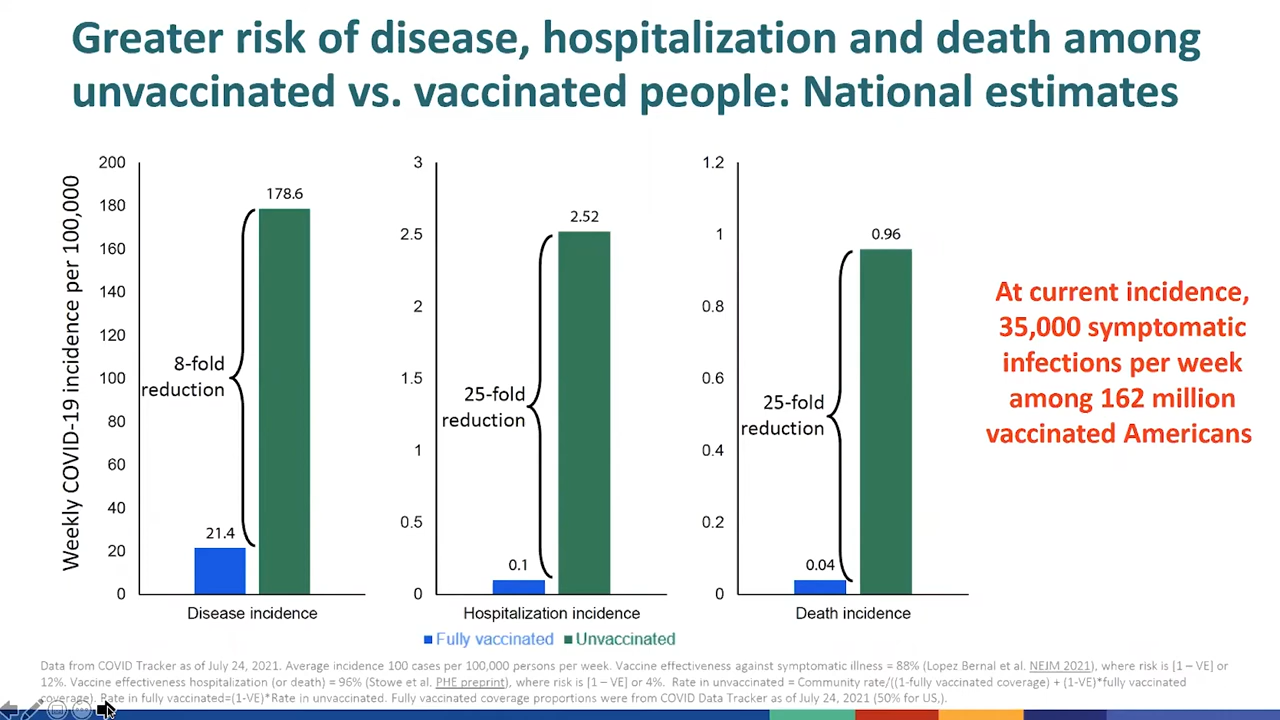 Greater risk of disease, hospitalization and death among
unvaccinated vs. vaccinated people: National estimates
Weekly COVID-19 incidence per 100,000
200
180
160
140
120
100
80
60
40
20
0
178.6
8-fold
reduction
21.4
Disease incidence
3
2.5
2
1.5
1
0.5
0
2.52
25-fold
reduction
0.1
Hospitalization incidence
1.2
1
0.8
0.6
0.4
0.2
0
0.96
25-fold
reduction
0.04
Death incidence
Fully vaccinated Unvaccinated
At current incidence,
35,000 symptomatic
infections per week
among 162 million
vaccinated Americans
Data from COVID Tracker as of July 24, 2021. Average incidence 100 cases per 100,000 persons per week. Vaccine effectiveness against symptomatic illness = 88% (Lopez Bernal et al. NEJM 2021), where risk is [1 – VE] or
12%. Vaccine effectiveness hospitalization (or death) = 96% (Stowe et al. PHE preprint), where risk is [1 – VE] or 4%. Rate in unvaccinated = Community rate/((1-fully vaccinated coverage) + (1-VE)*fully vaccinated
coverage). Rate in fully vaccinated=(1-VE)*Rate in unvaccinated. Fully vaccinated coverage proportions were from COVID Data Tracker as of July 24, 2021 (50% for US,).